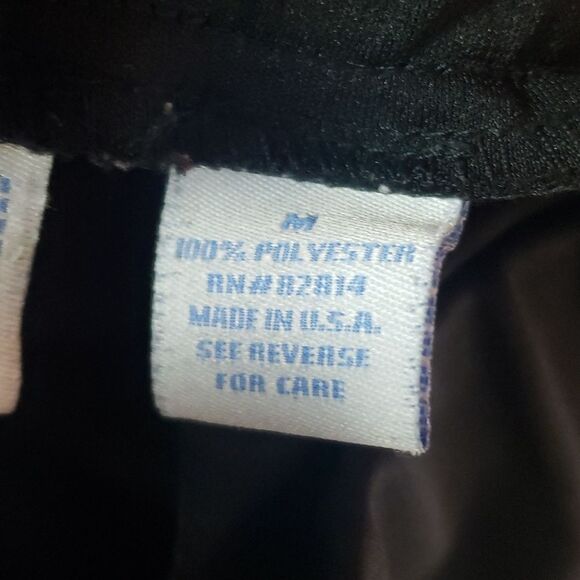 M
100% POLYESTER
RN#82814
MADE IN U.S.A.
SEE REVERSE
FOR CARE